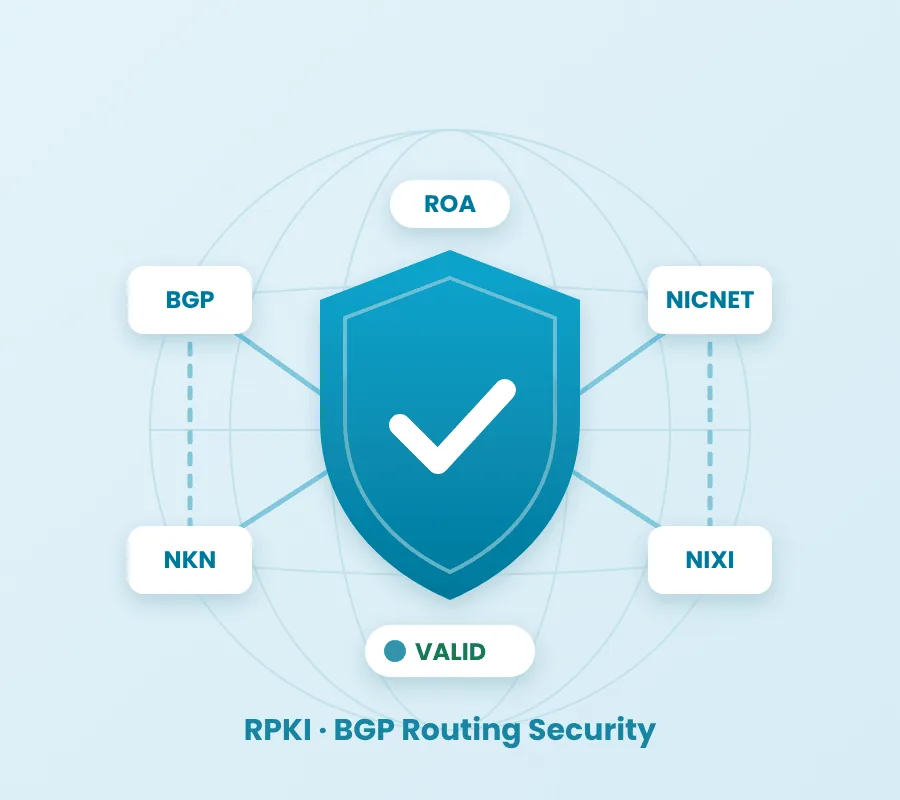 ROA
BGP
NICNET
NKN
NIXI
VALID
RPKI · BGP Routing Security